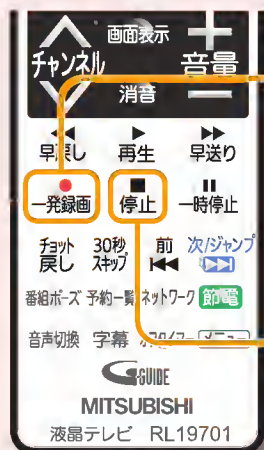 画面表示
チャンネル 音量
消音
早戻し 再生 早送り
一発録画 停止 一時停止
チョット戻し 30秒スキップ 前 次/ジャンプ
番組ポーズ 予約一覧 ネットワーク 節電
音声切換 字幕 メニュー
G-GUIDE
MITSUBISHI
液晶テレビ RL19701